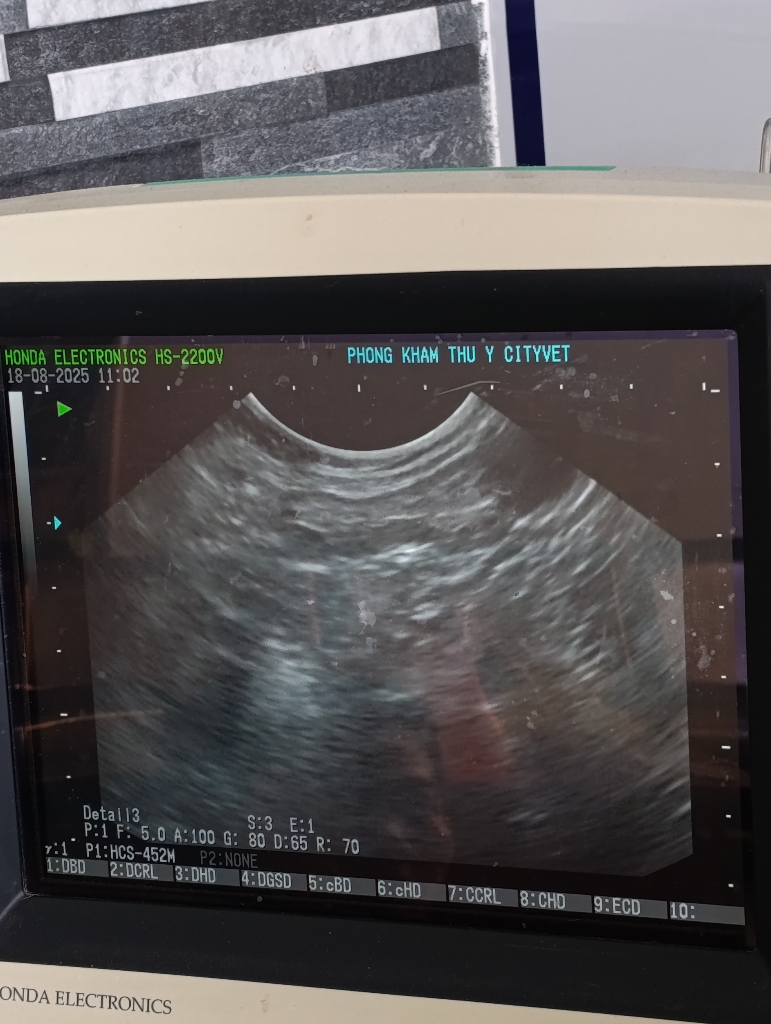 HONDA ELECTRONICS HS-2200V
PHONG KHAM THU Y CITYVET
18-08-2025 11:02
Detail3
S:3 E:1
P:1 F: 5.0 A:100 G: 80 D:65 R: 70
γ:1 P1:HCS-452M P2:NONE
1:DBD 2:DCRL 3:DHD 4:DGSD 5:cBD 6:cHD 7:CCRL 8:CHD 9:ECD 10:
ONDA ELECTRONICS